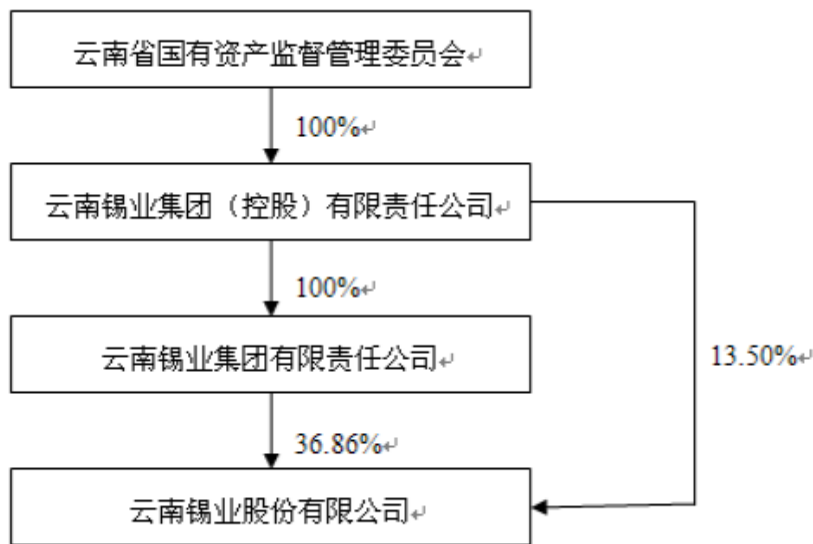 云南省国有资产监督管理委员会↵
100%↵
云南锡业集团（控股）有限责任公司↵
100%↵
云南锡业集团有限责任公司↵
13.50%↵
36.86%↵
云南锡业股份有限公司↵